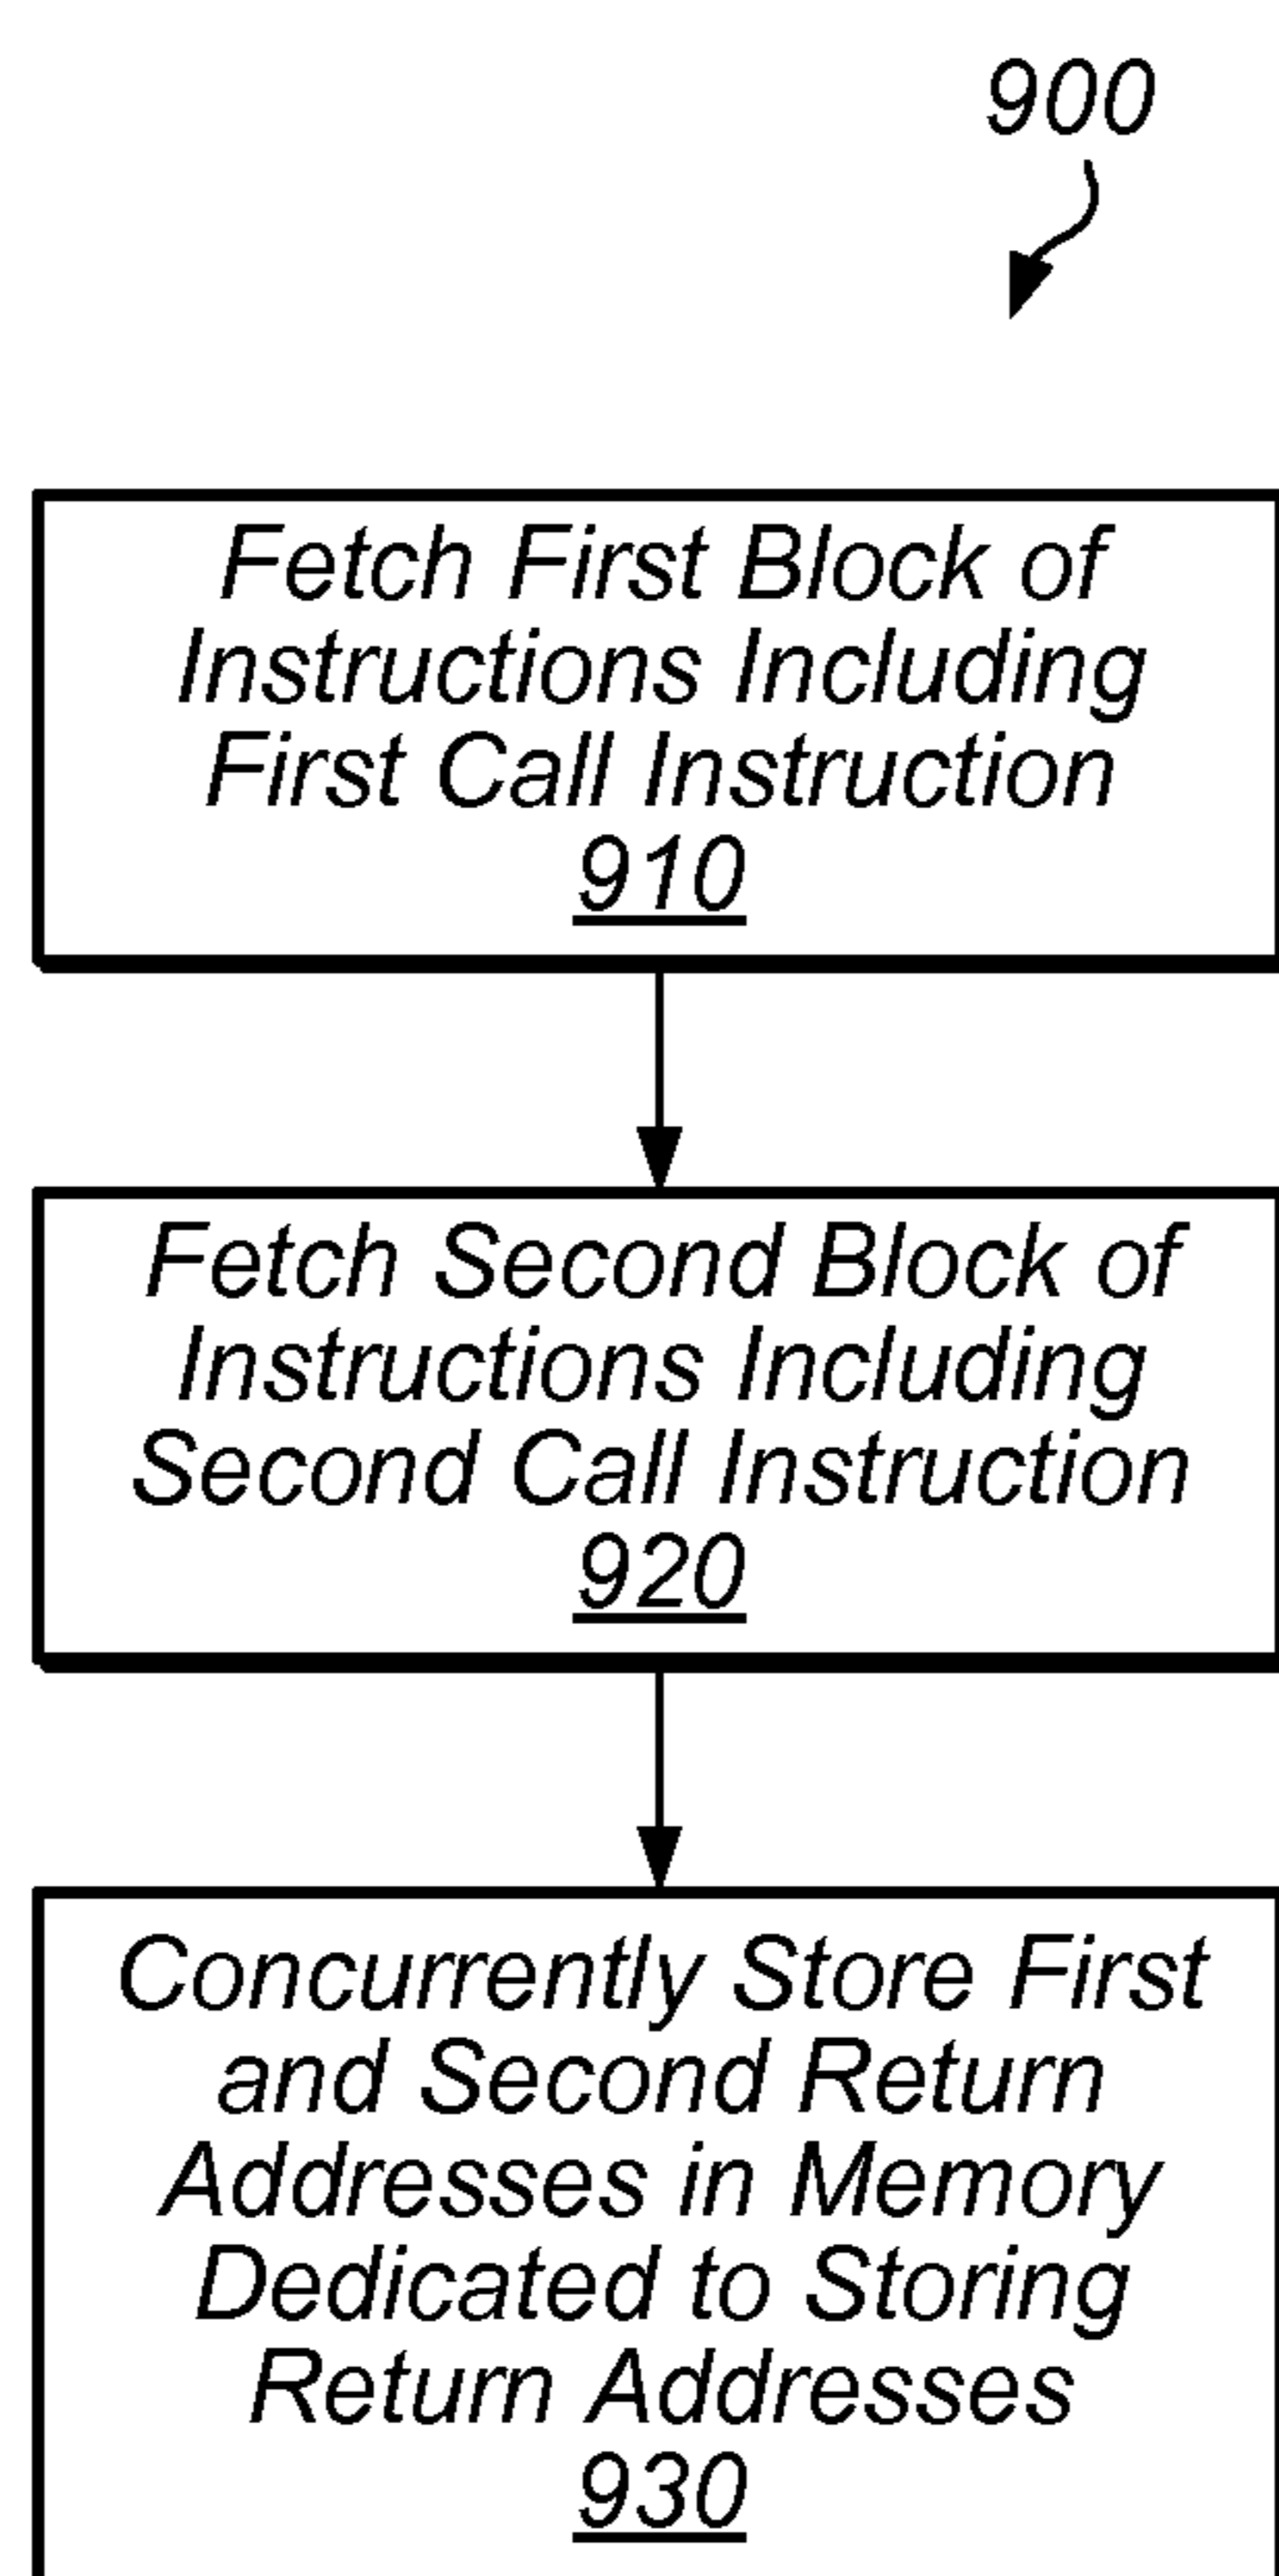 900
Fetch First Block of
Instructions Including
First Call Instruction
910
Fetch Second Block of
Instructions Including
Second Call Instruction
920
Concurrently Store First
and Second Return
Addresses in Memory
Dedicated to Storing
Return Addresses
930